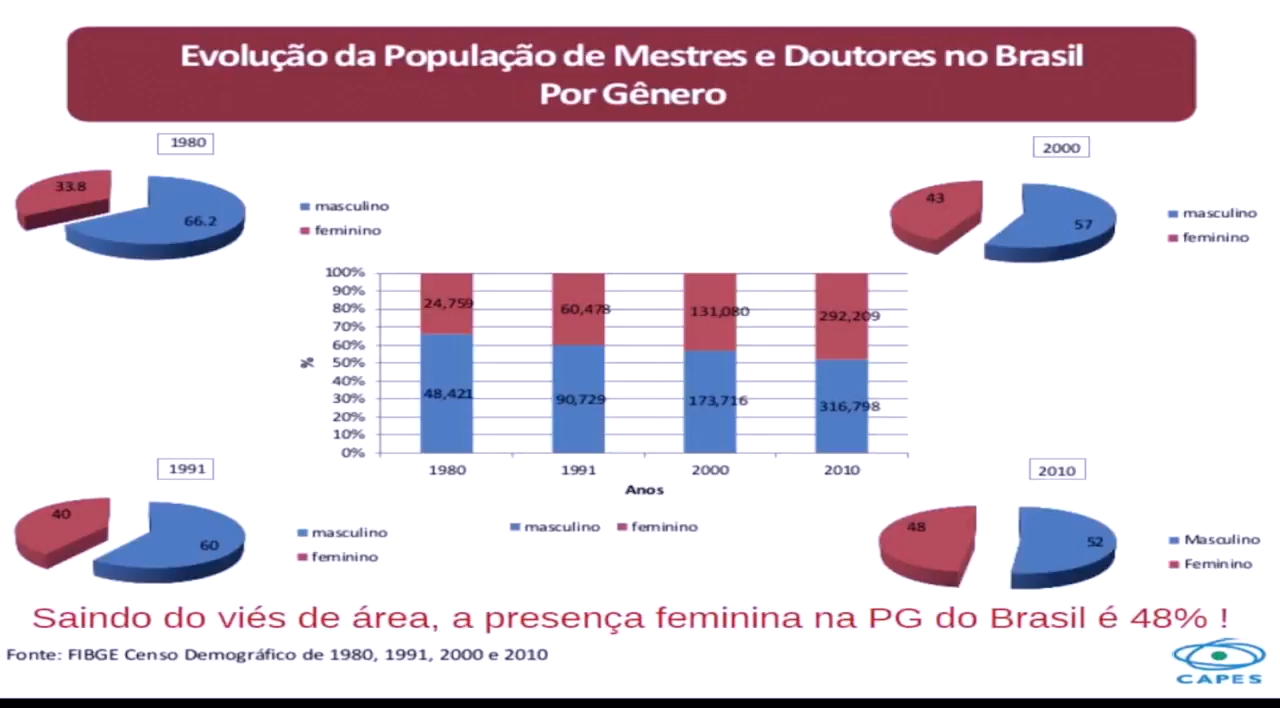 Evolução da População de Mestres e Doutores no Brasil
Por Gênero
1980
33.8
66.2
masculino
feminino
2000
43
57
masculino
feminino
100%
90%
80%
70%
60%
50%
40%
30%
20%
10%
0%
%
24,759
60,478
131,080
292,209
48,421
90,729
173,716
316,798
1980
1991
2000
2010
Anos
masculino
feminino
1991
40
60
masculino
feminino
2010
48
52
Masculino
Feminino
Saindo do viés de área, a presença feminina na PG do Brasil é 48% !
Fonte: FIBGE Censo Demográfico de 1980, 1991, 2000 e 2010
CAPES